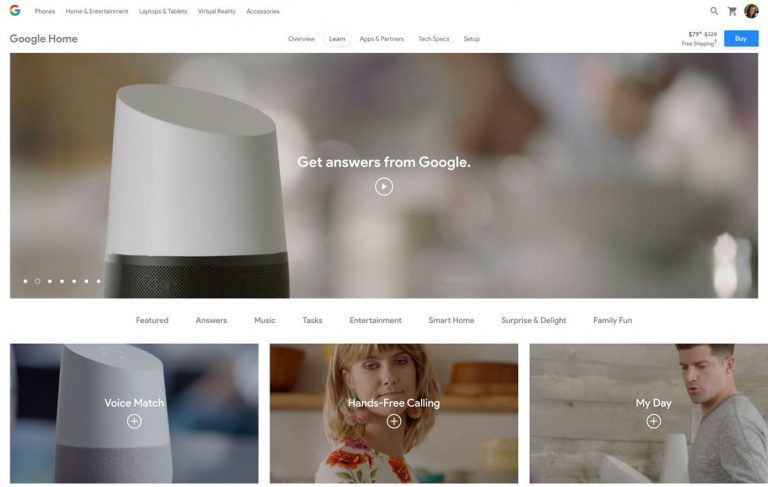 Phones Home & Entertainment Laptops & Tablets Virtual Reality Accessories
Google Home
Overview Learn Apps & Partners Tech Specs Setup
$79* $129
Free Shipping†
Buy
Get answers from Google.
Featured Answers Music Tasks Entertainment Smart Home Surprise & Delight Family Fun
Voice Match
Hands-Free Calling
My Day